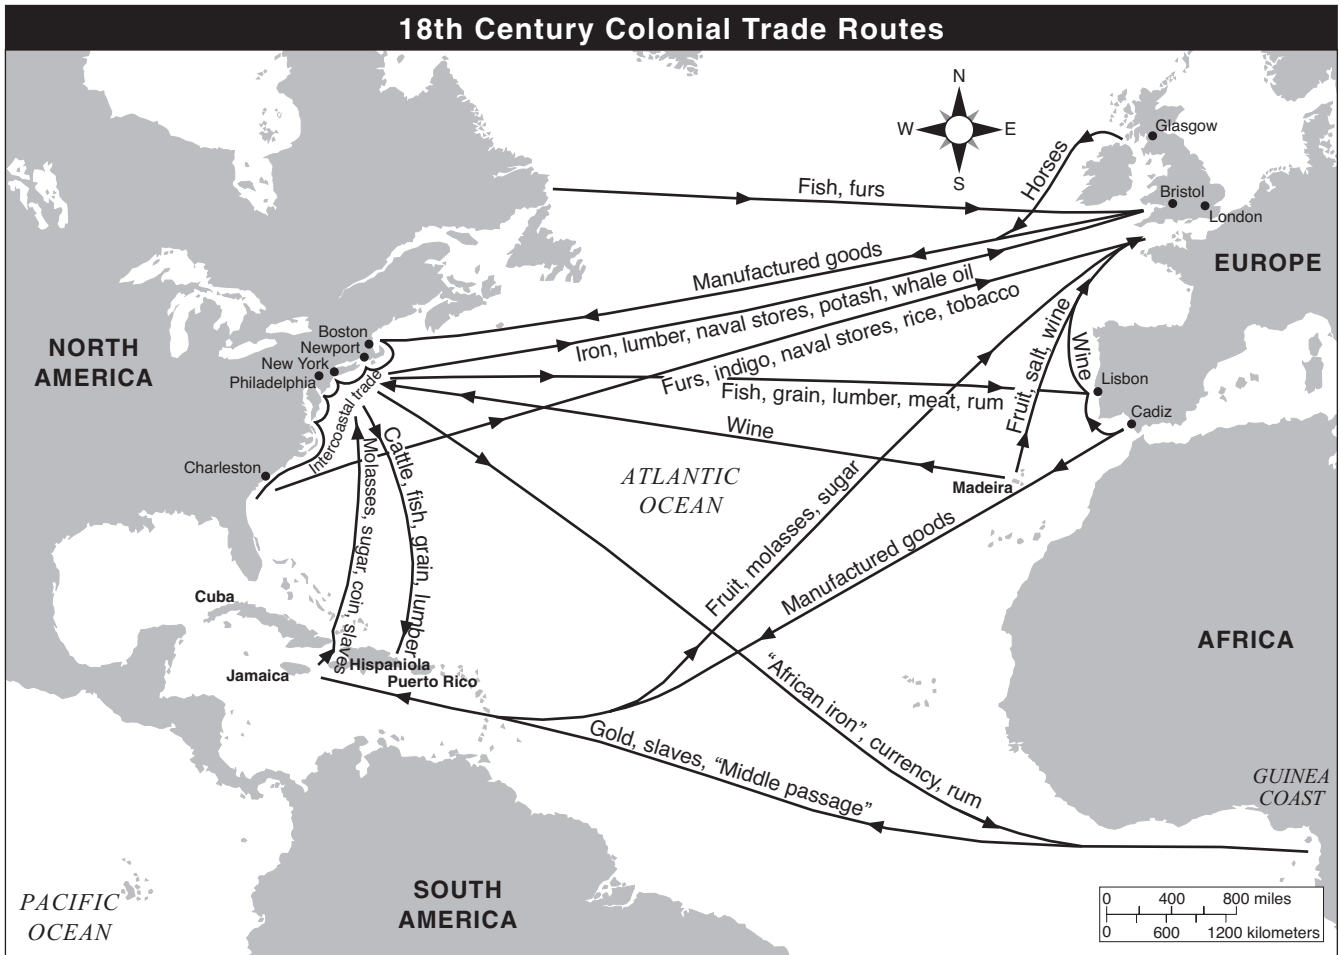 18th Century Colonial Trade Routes
N
W
E
S
Glasgow
Horses
Fish, furs
Bristol
London
EUROPE
Manufactured goods
Iron, lumber, naval stores, potash, whale oil
Furs, indigo, naval stores, rice, tobacco
Fish, grain, lumber, meat, rum
Fruit, salt, wine
Wine
Lisbon
Cadiz
NORTH
AMERICA
Boston
Newport
New York
Philadelphia
Intercoastal trade
Charleston
Wine
Madeira
ATLANTIC
OCEAN
Cattle, fish, grain, lumber
Molasses, sugar, coin, slaves
Fruit, molasses, sugar
Manufactured goods
Cuba
Jamaica
Hispaniola
Puerto Rico
AFRICA
“African iron”, currency, rum
Gold, slaves, “Middle passage”
GUINEA
COAST
SOUTH
AMERICA
PACIFIC
OCEAN
0 400 800 miles
0 600 1200 kilometers